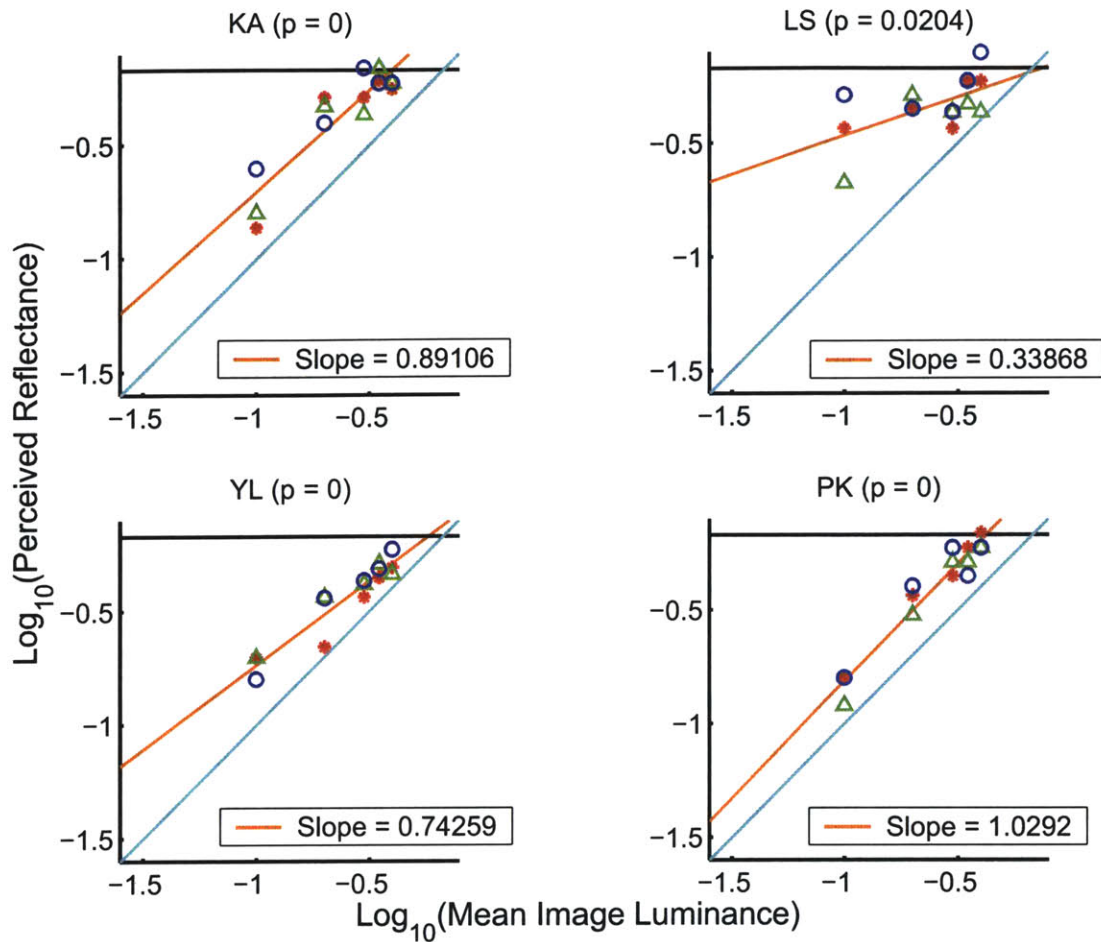 KA (p = 0)
−0.5
−1
−1.5
−1.5 −1 −0.5
Slope = 0.89106
LS (p = 0.0204)
−0.5
−1
−1.5
−1.5 −1 −0.5
Slope = 0.33868
Log10(Perceived Reflectance)
YL (p = 0)
−0.5
−1
−1.5
−1.5 −1 −0.5
Slope = 0.74259
PK (p = 0)
−0.5
−1
−1.5
−1.5 −1 −0.5
Slope = 1.0292
Log10(Mean Image Luminance)